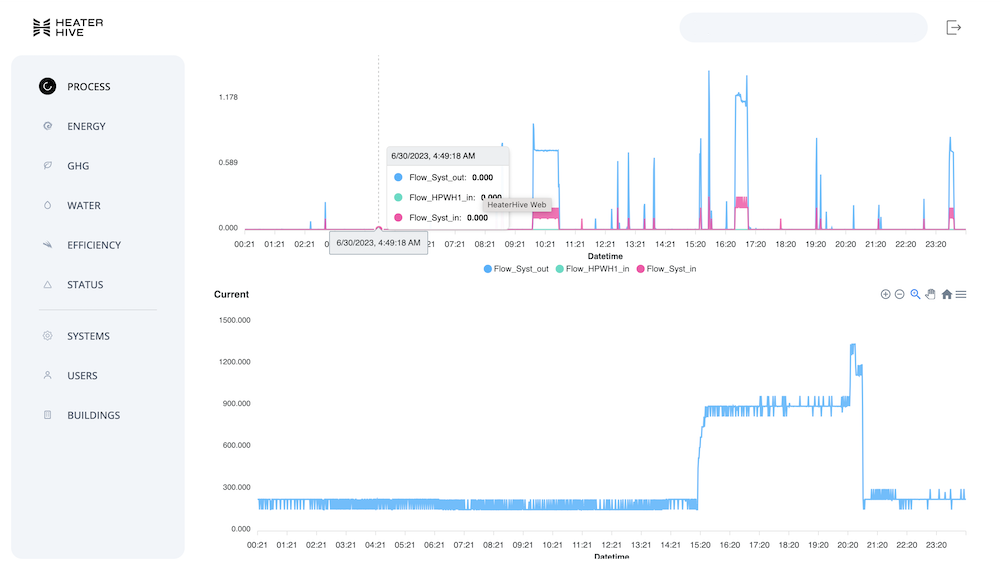 HEATER
HIVE
PROCESS
ENERGY
GHG
WATER
EFFICIENCY
STATUS
SYSTEMS
USERS
BUILDINGS
1.178
0.589
0.000
6/30/2023, 4:49:18 AM
Flow_Syst_out: 0.000
Flow_HPWH1_in: 0.000
HeaterHive Web
Flow_Syst_in: 0.000
00:21 01:21 02:21 07:21 08:21 09:21 10:21 11:21 12:21 13:21 14:21 15:20 16:20 17:20 18:20 19:20 20:20 21:20 22:20 23:20
6/30/2023, 4:49:18 AM
Datetime
Flow_Syst_out Flow_HPWH1_in Flow_Syst_in
Current
1500.000
1200.000
900.000
600.000
300.000
0.000
00:21 01:21 02:21 03:21 04:21 05:21 06:21 07:21 08:21 09:21 10:21 11:21 12:21 13:21 14:21 15:20 16:20 17:20 18:20 19:20 20:20 21:20 22:20 23:20
Datetime